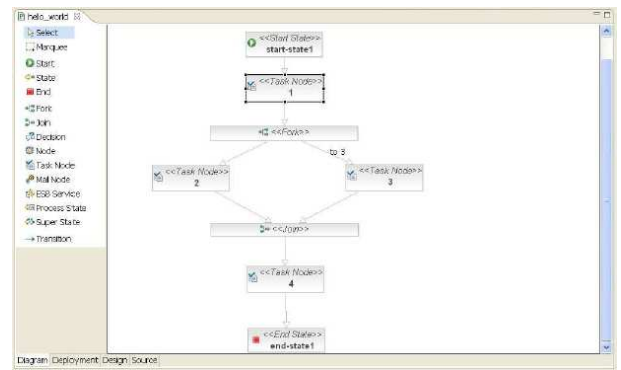 helo_world
Select
Marquee
Start
State
End
Fork
Join
Decision
Node
Task Node
Mail Node
ESB Service
Process State
Super State
Transition
<<Start State>>
start-state1
<<Task Node>>
1
<<Fork>>
to 3
<<Task Node>>
2
<<Task Node>>
3
<<Join>>
<<Task Node>>
4
<<End State>>
end-state1
Diagram Deployment Design Source